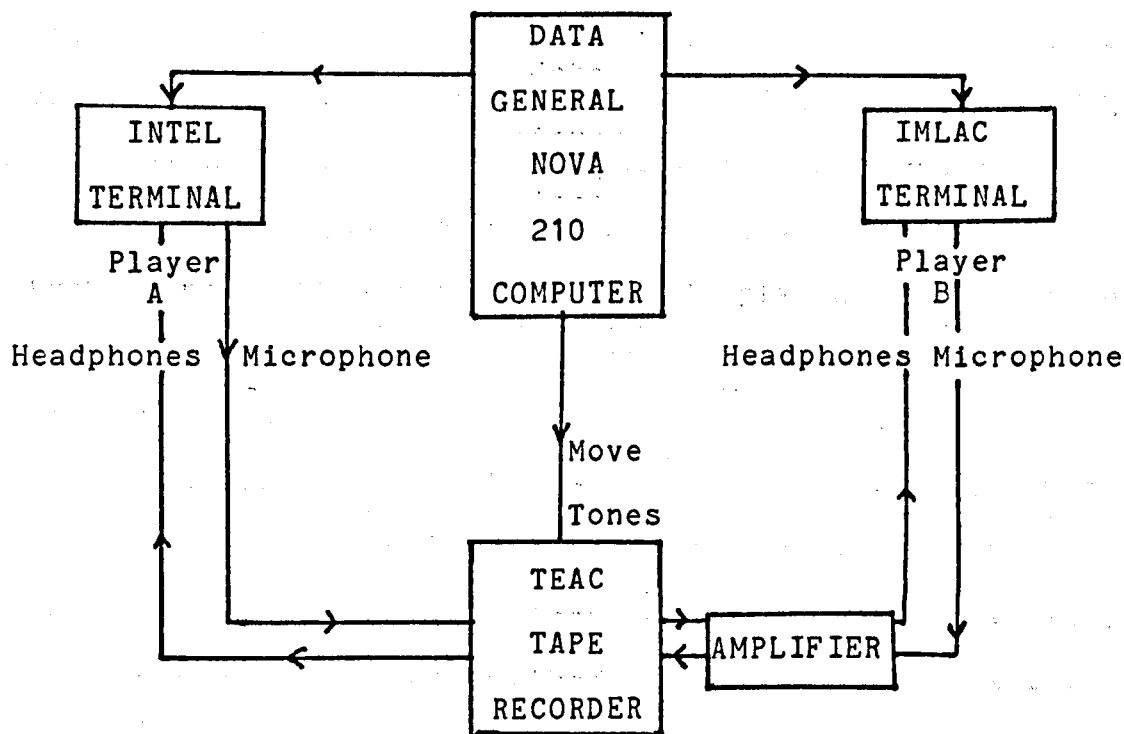 DATA
GENERAL
NOVA
210
COMPUTER
INTEL
TERMINAL
IMLAC
TERMINAL
Player
A
Player
B
Headphones
Microphone
Headphones
Microphone
Move
Tones
TEAC
TAPE
RECORDER
AMPLIFIER